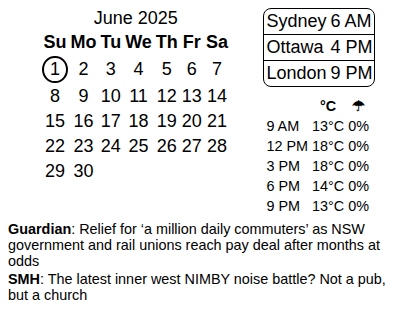 June 2025
Su Mo Tu We Th Fr Sa
1 2 3 4 5 6 7
8 9 10 11 12 13 14
15 16 17 18 19 20 21
22 23 24 25 26 27 28
29 30
Sydney 6 AM
Ottawa 4 PM
London 9 PM
°C ☂
9 AM 13°C 0%
12 PM 18°C 0%
3 PM 18°C 0%
6 PM 14°C 0%
9 PM 13°C 0%
Guardian: Relief for ‘a million daily commuters’ as NSW
government and rail unions reach pay deal after months at
odds
SMH: The latest inner west NIMBY noise battle? Not a pub,
but a church